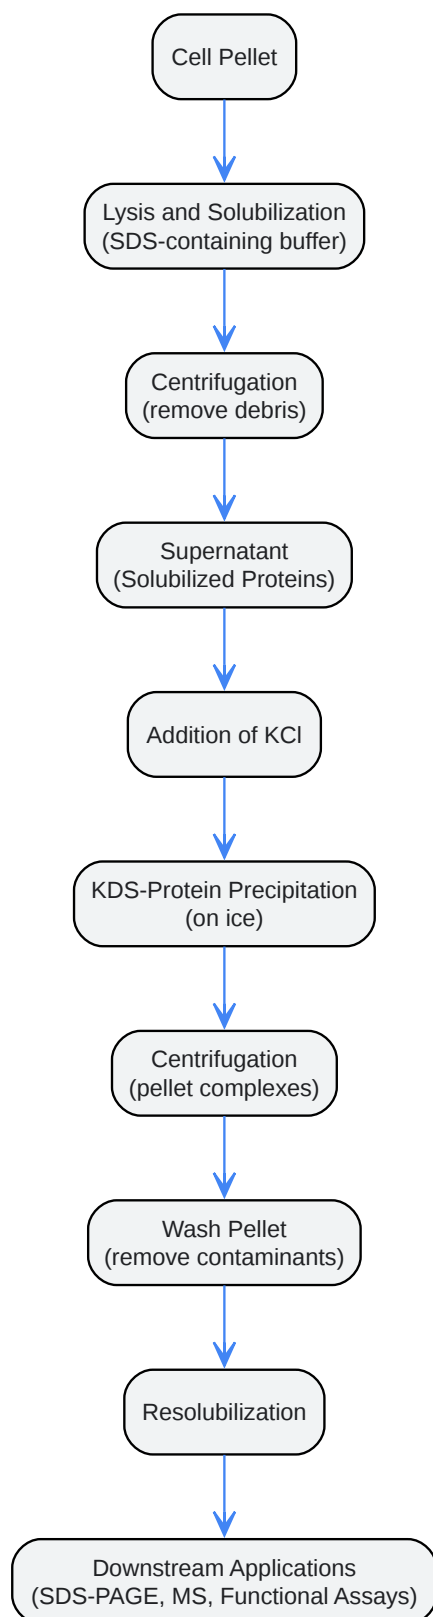 Cell Pellet
Lysis and Solubilization
(SDS-containing buffer)
Centrifugation
(remove debris)
Supernatant
(Solubilized Proteins)
Addition of KCl
KDS-Protein Precipitation
(on ice)
Centrifugation
(pellet complexes)
Wash Pellet
(remove contaminants)
Resolubilization
Downstream Applications
(SDS-PAGE, MS, Functional Assays)